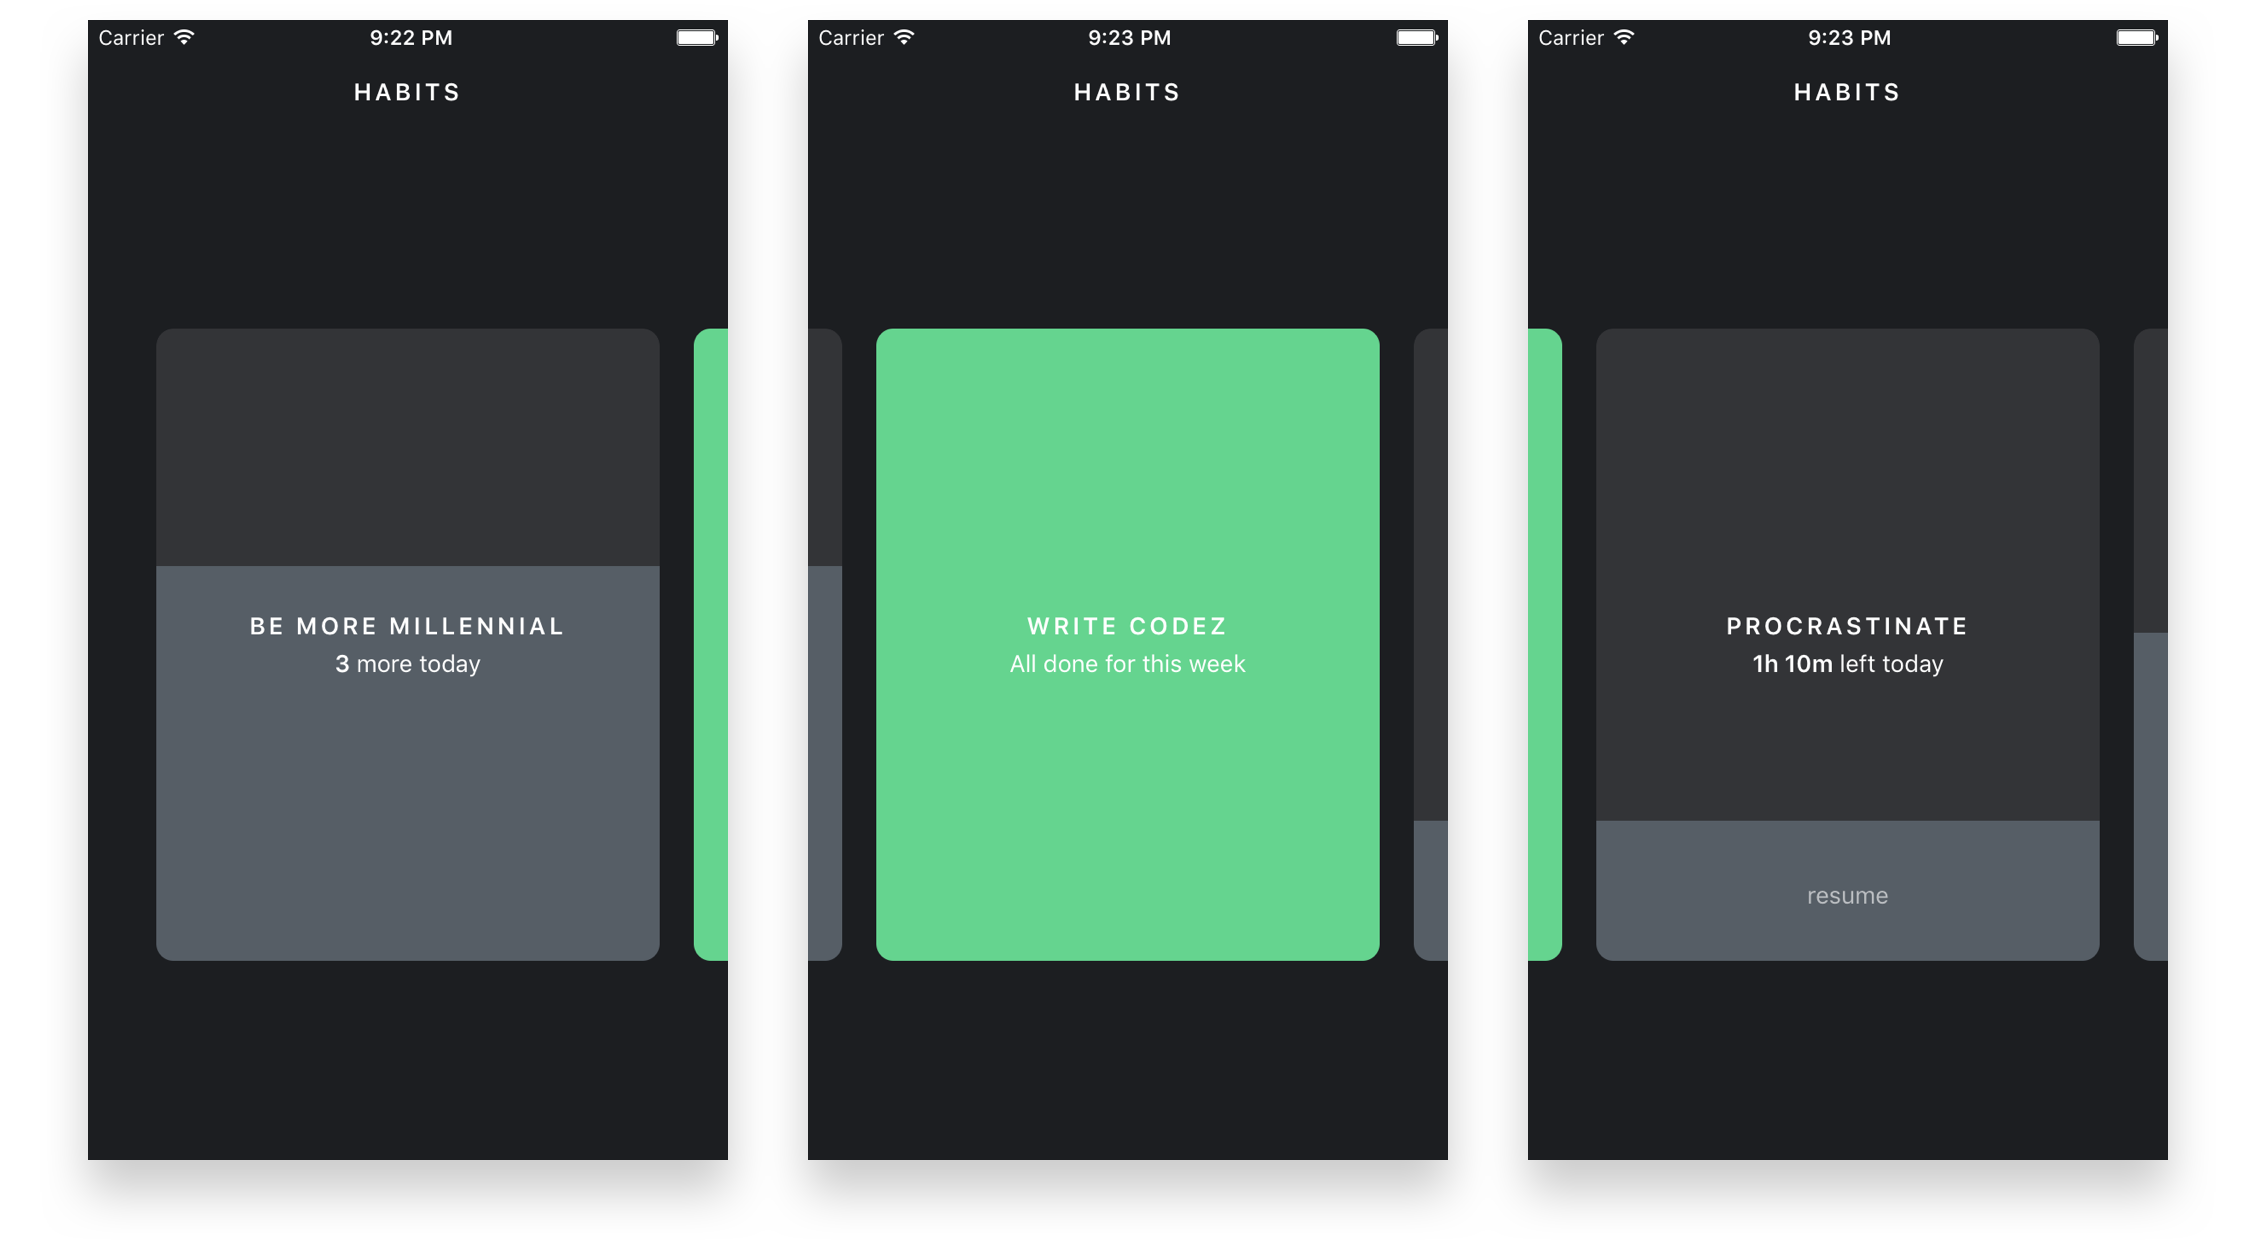 Carrier 9:22 PM
HABITS
BE MORE MILLENNIAL
3 more today
Carrier 9:23 PM
HABITS
WRITE CODEZ
All done for this week
Carrier 9:23 PM
HABITS
PROCRASTINATE
1h 10m left today
resume